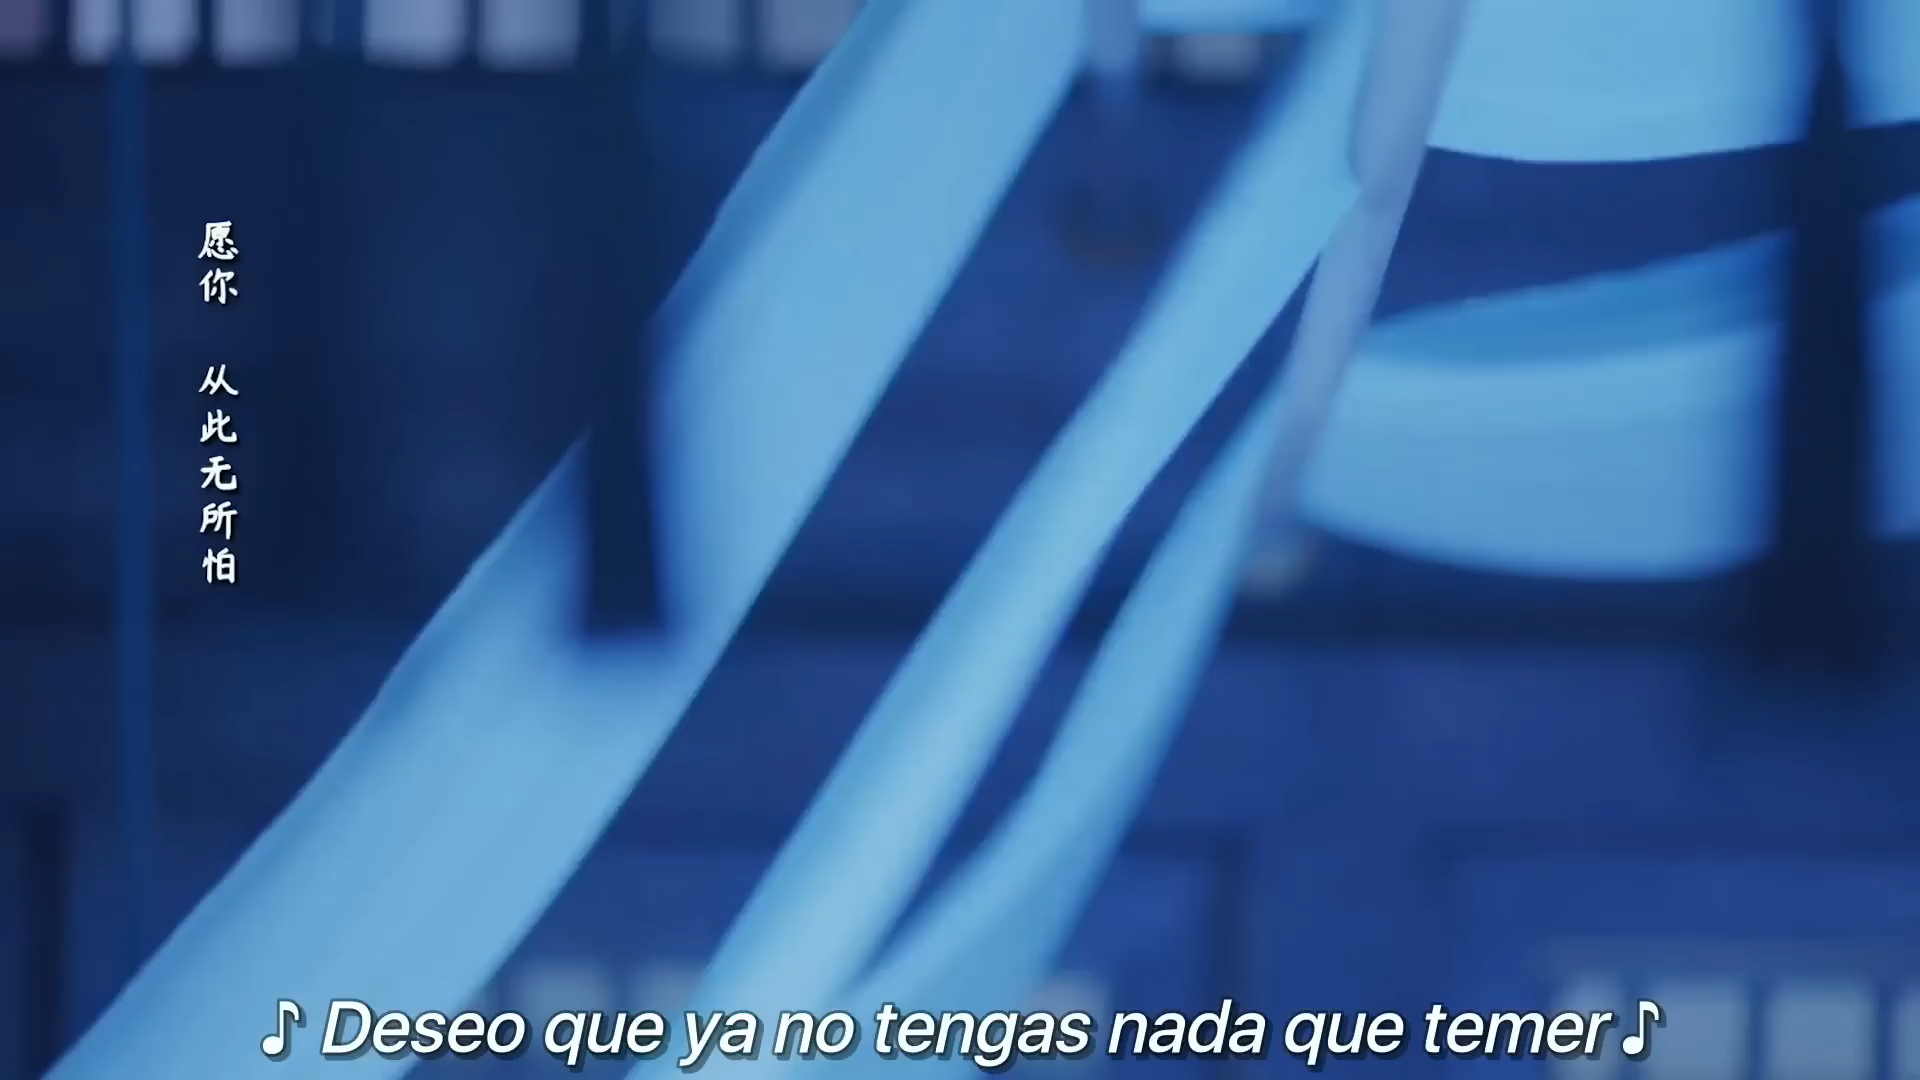 愿你 从此无所怕
♪ Deseo que ya no tengas nada que temer ♪